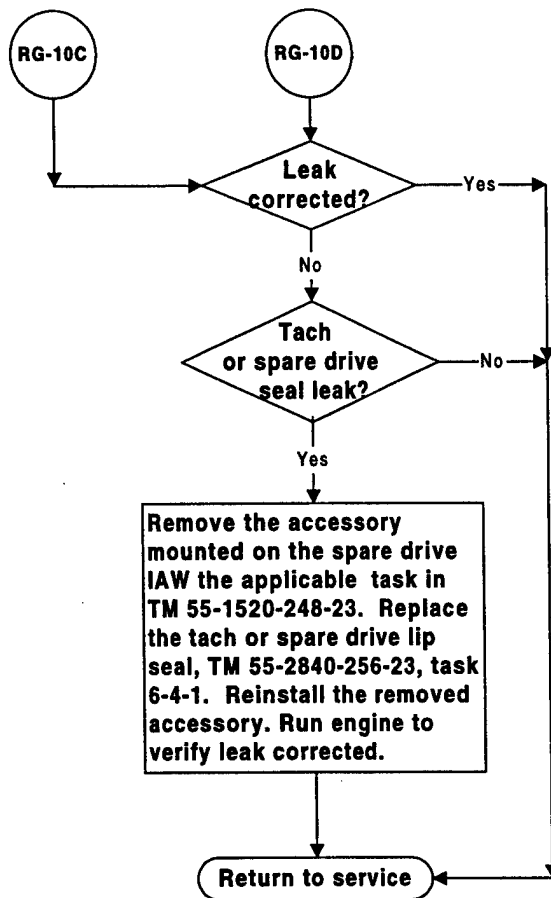 RG-10C
RG-10D
Leak
corrected?
Yes
No
Tach
or spare drive
seal leak?
No
Yes
Remove the accessory
mounted on the spare drive
IAW the applicable task in
TM 55-1520-248-23. Replace
the tach or spare drive lip
seal, TM 55-2840-256-23, task
6-4-1. Reinstall the removed
accessory. Run engine to
verify leak corrected.
Return to service